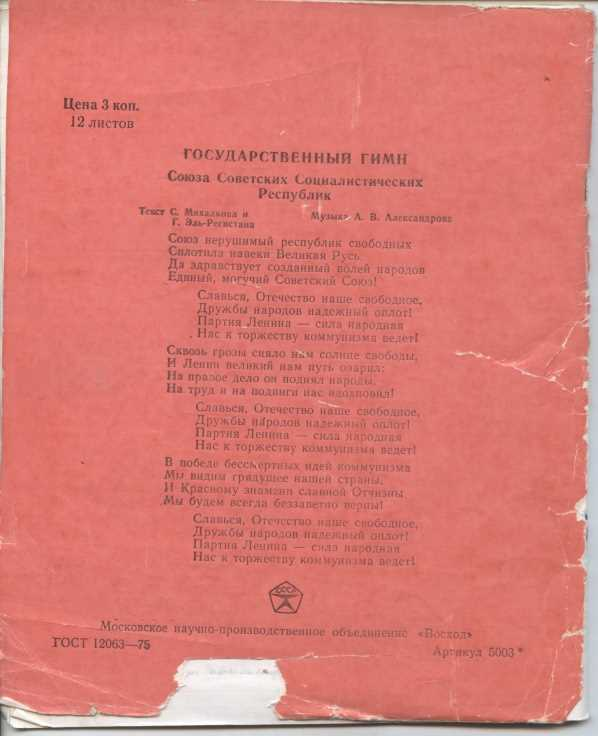 Цена 3 коп.
12 листов
ГОСУДАРСТВЕННЫЙ ГИМН
Союза Советских Социалистических
Республик
Текст С. Михалкова и
Г. Эль-Регистана
Музыка А. В. Александрова
Союз нерушимый республик свободных
Сплотила навеки Великая Русь.
Да здравствует созданный волей народов
Единый, могучий Советский Союз!
Славься, Отечество наше свободное,
Дружбы народов надежный оплот!
Партия Ленина — сила народная
Нас к торжеству коммунизма ведет!
Сквозь грозы сияло нам солнце свободы,
И Ленин великий нам путь озарил:
На правое дело он поднял народы,
На труд и на подвиги нас вдохновил!
Славься, Отечество наше свободное,
Дружбы народов надежный оплот!
Партия Ленина — сила народная
Нас к торжеству коммунизма ведет!
В победе бессмертных идей коммунизма
Мы видим грядущее нашей страны,
И Красному знамени славной Отчизны
Мы будем всегда беззаветно верны!
Славься, Отечество наше свободное,
Дружбы народов надежный оплот!
Партия Ленина — сила народная
Нас к торжеству коммунизма ведет!
СССР
Московское научно-производственное объединение «Восход»
ГОСТ 12063—75
Артикул 5003*